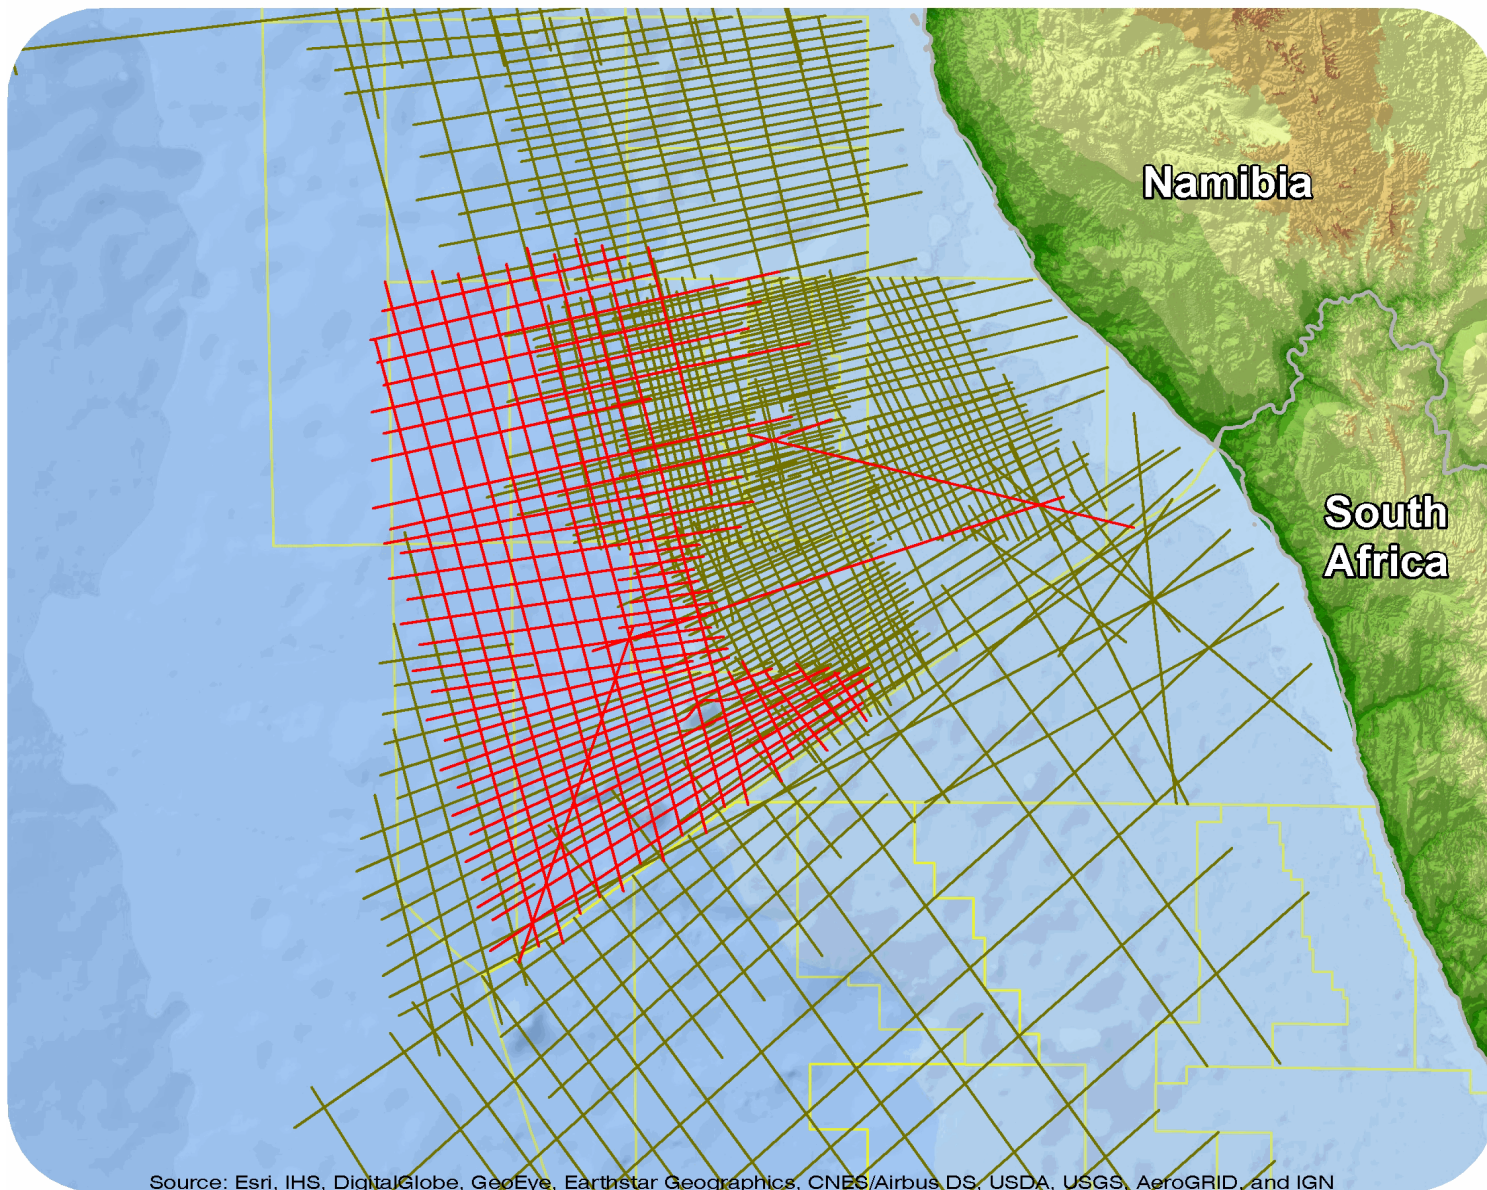 Namibia
South
Africa
Source: Esri, IHS, DigitalGlobe, GeoEye, Earthstar Geographics, CNES/Airbus DS, USDA, USGS, AeroGRID, and IGN